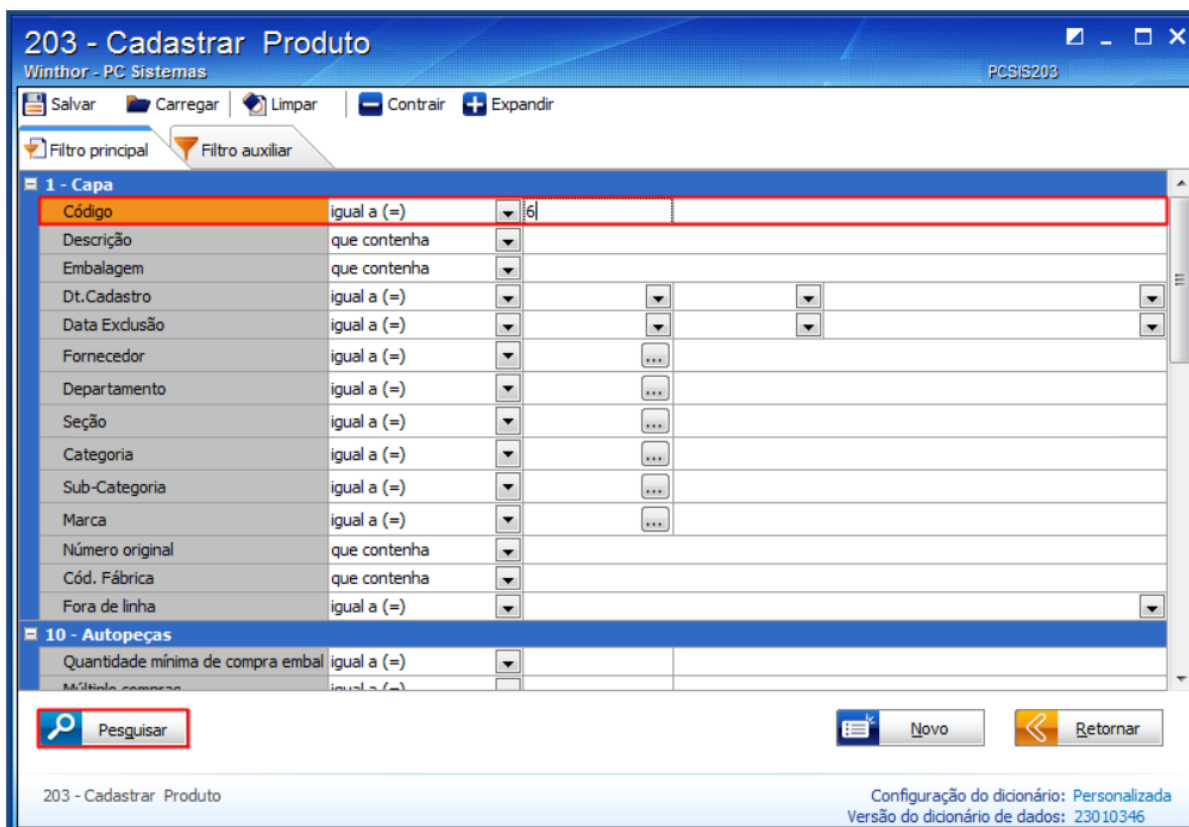 203 - Cadastrar Produto
Winthor - PC Sistemas
PCSIS203
Salvar Carregar Limpar Contrair Expandir
Filtro principal Filtro auxiliar
1 - Capa
Código igual a (=) 6
Descrição que contenha
Embalagem que contenha
Dt.Cadastro igual a (=)
Data Exclusão igual a (=)
Fornecedor igual a (=) ...
Departamento igual a (=) ...
Seção igual a (=) ...
Categoria igual a (=) ...
Sub-Categoria igual a (=) ...
Marca igual a (=) ...
Número original que contenha
Cód. Fábrica que contenha
Fora de linha igual a (=)
10 - Autopeças
Quantidade mínima de compra embal igual a (=)
Múltiplo compras igual a (=)
Pesquisar Novo Retornar
203 - Cadastrar Produto
Configuração do dicionário: Personalizada
Versão do dicionário de dados: 23010346